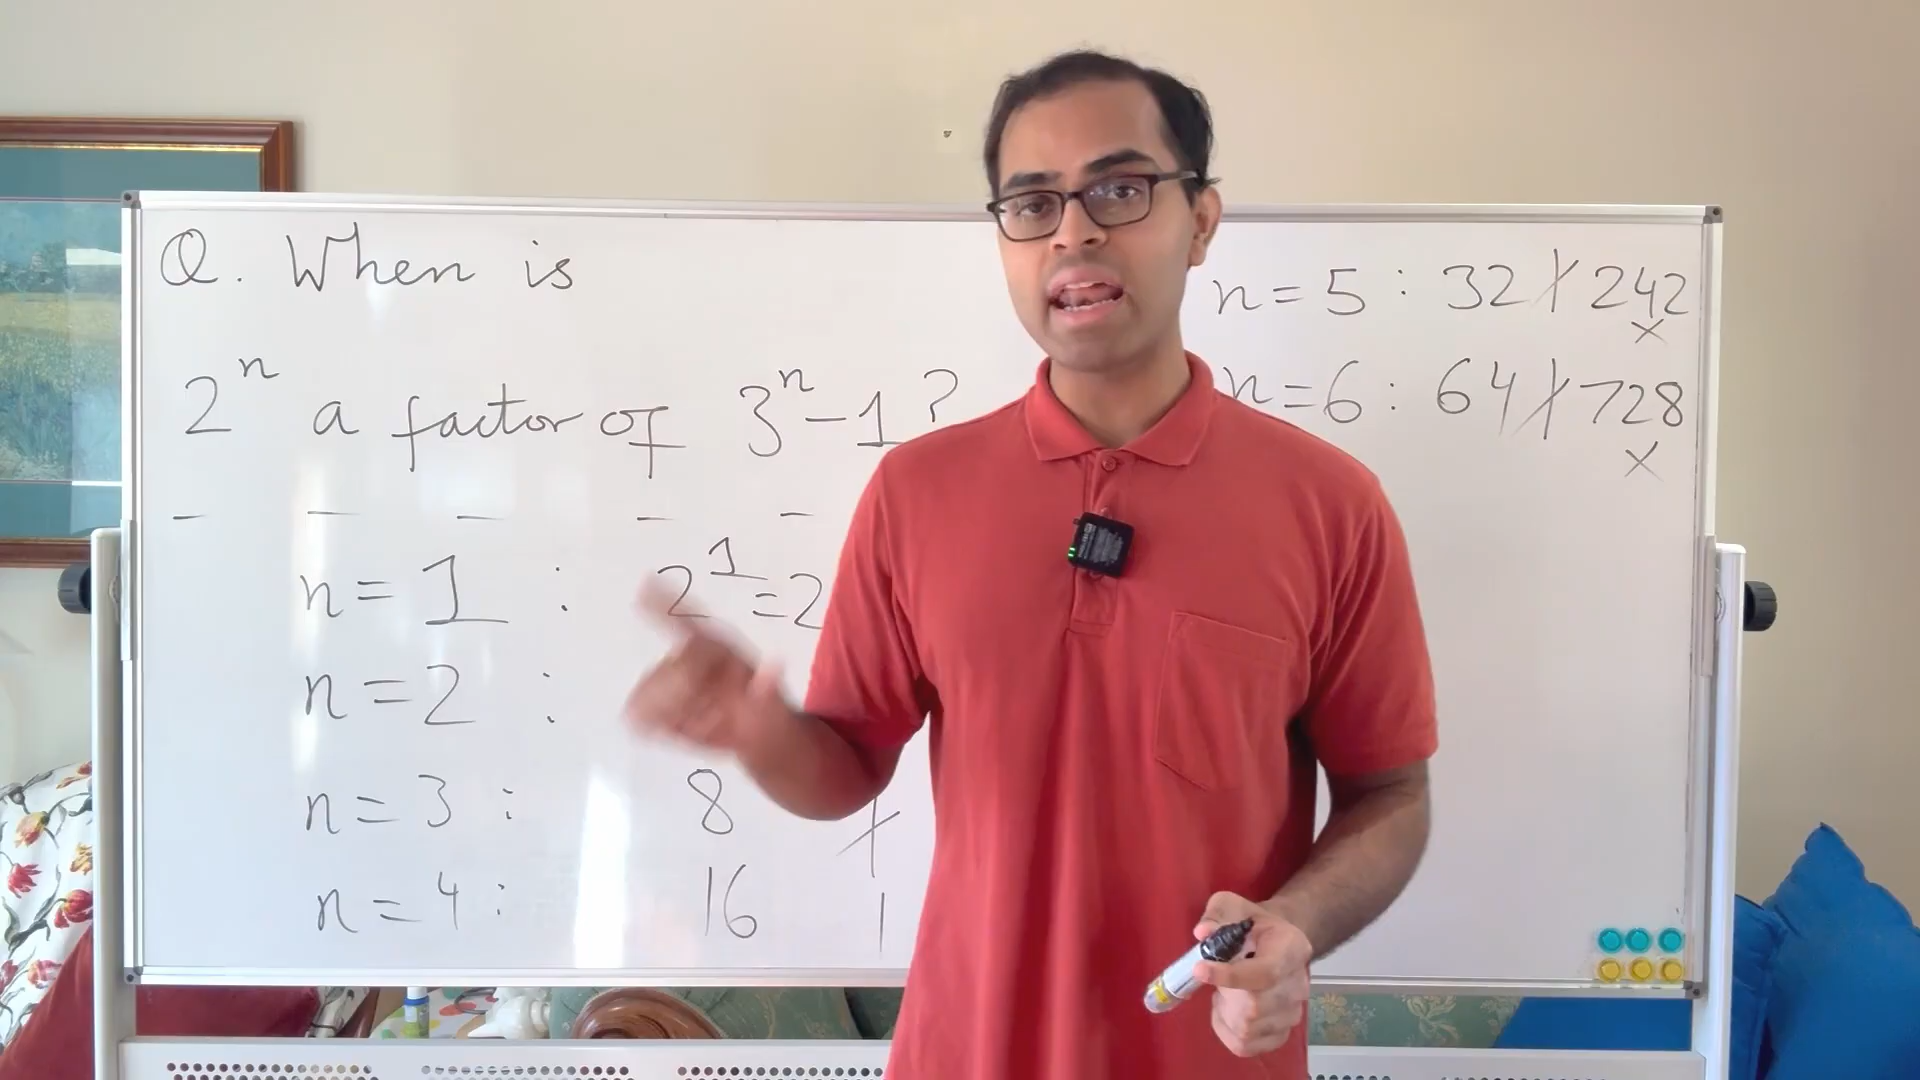 Q. When is
2ⁿ a factor of 3ⁿ-1?
n = 1 : 2¹ = 2
n = 2 :
n = 3 : 8 ∤
n = 4 : 16 |
n = 5 : 32 ∤ 242
×
n = 6 : 64 ∤ 728
×